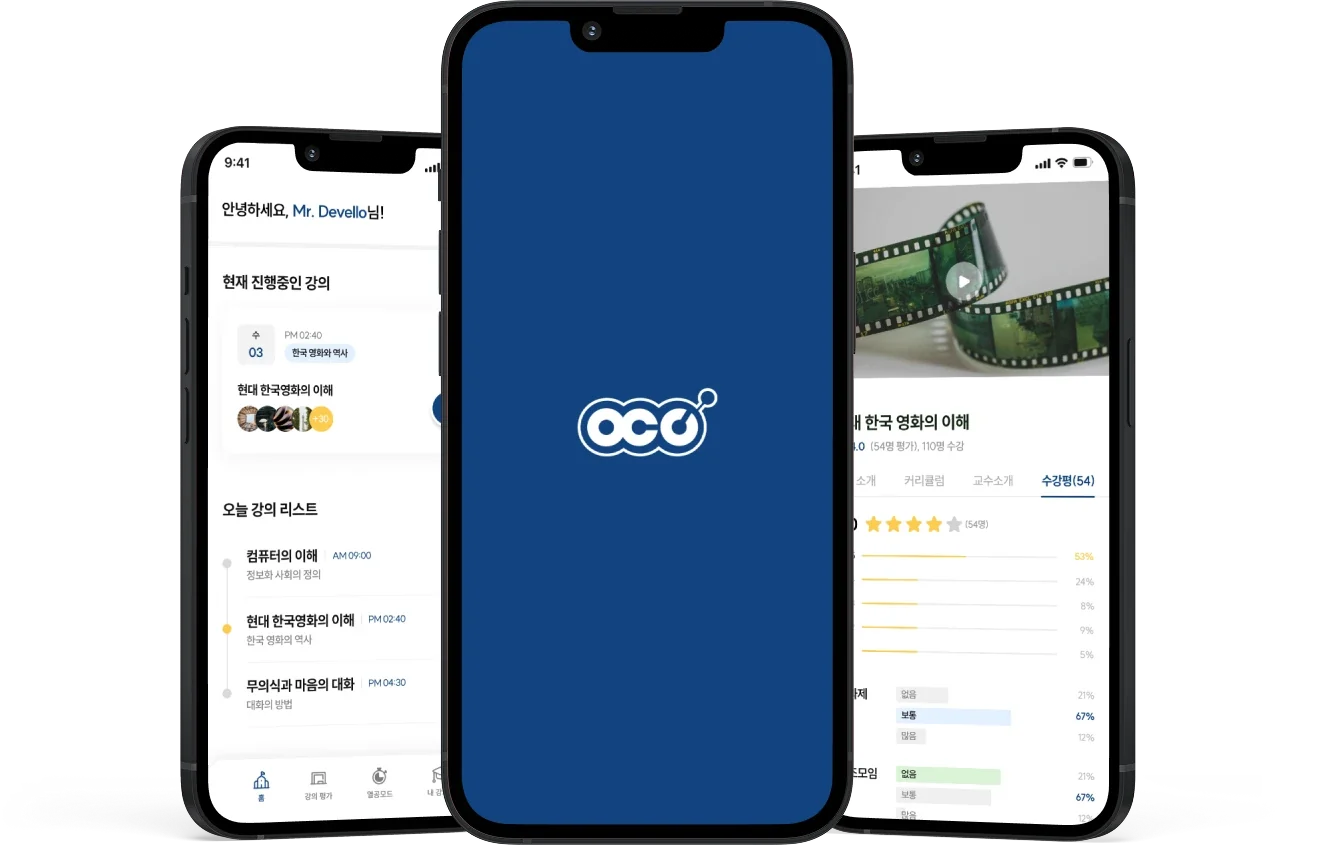 9:41
안녕하세요, Mr. Devello님!
현재 진행중인 강의
수
03
PM 02:40
한국 영화와 역사
현대 한국영화의 이해
+30
오늘 강의 리스트
컴퓨터의 이해 AM 09:00
정보화 사회의 정의
현대 한국영화의 이해 PM 02:40
한국 영화의 역사
무의식과 마음의 대화 PM 04:30
대화의 방법
홈
강의 평가
열공모드
내 강
oco
한국 영화의 이해
.0 (54명 평가), 110명 수강
소개 커리큘럼 교수소개 수강평(54)
(54명)
53%
24%
8%
9%
5%
없음 21%
보통 67%
많음 12%
모임 없음 21%
보통 67%
많음 12%